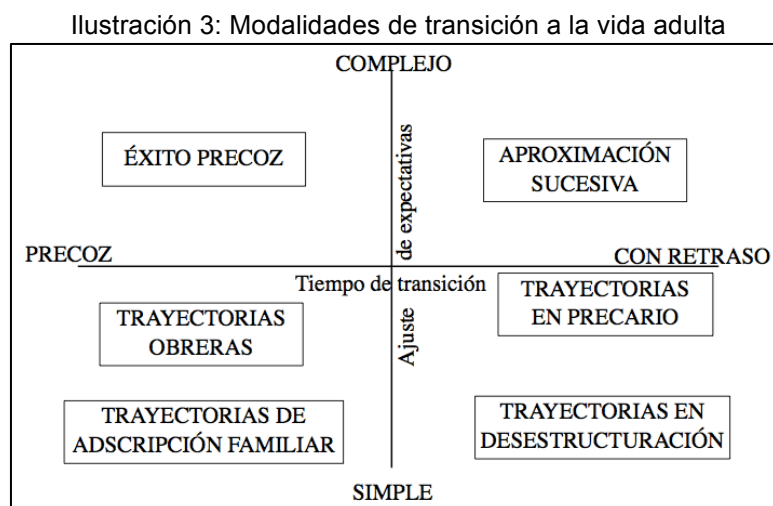 Ilustración 3: Modalidades de transición a la vida adulta
COMPLEJO
ÉXITO PRECOZ
APROXIMACIÓN
SUCESIVA
de expectativas
PRECOZ
CON RETRASO
Tiempo de transición
TRAYECTORIAS
EN PRECARIO
TRAYECTORIAS
OBRERAS
Ajuste
TRAYECTORIAS DE
ADSCRIPCIÓN FAMILIAR
TRAYECTORIAS EN
DESESTRUCTURACIÓN
SIMPLE